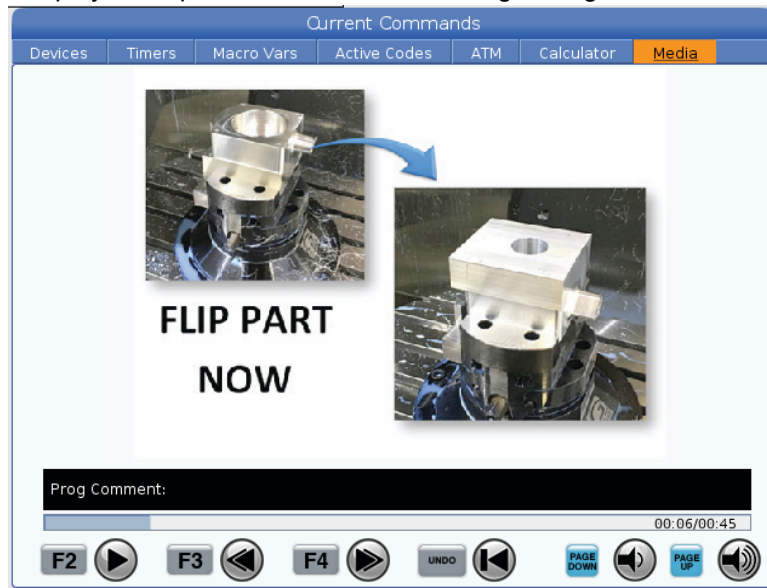 Current Commands
Devices Timers Macro Vars Active Codes ATM Calculator Media
FLIP PART
NOW
Prog Comment:
00:06/00:45
F2 F3 F4 UNDO PAGE DOWN PAGE UP